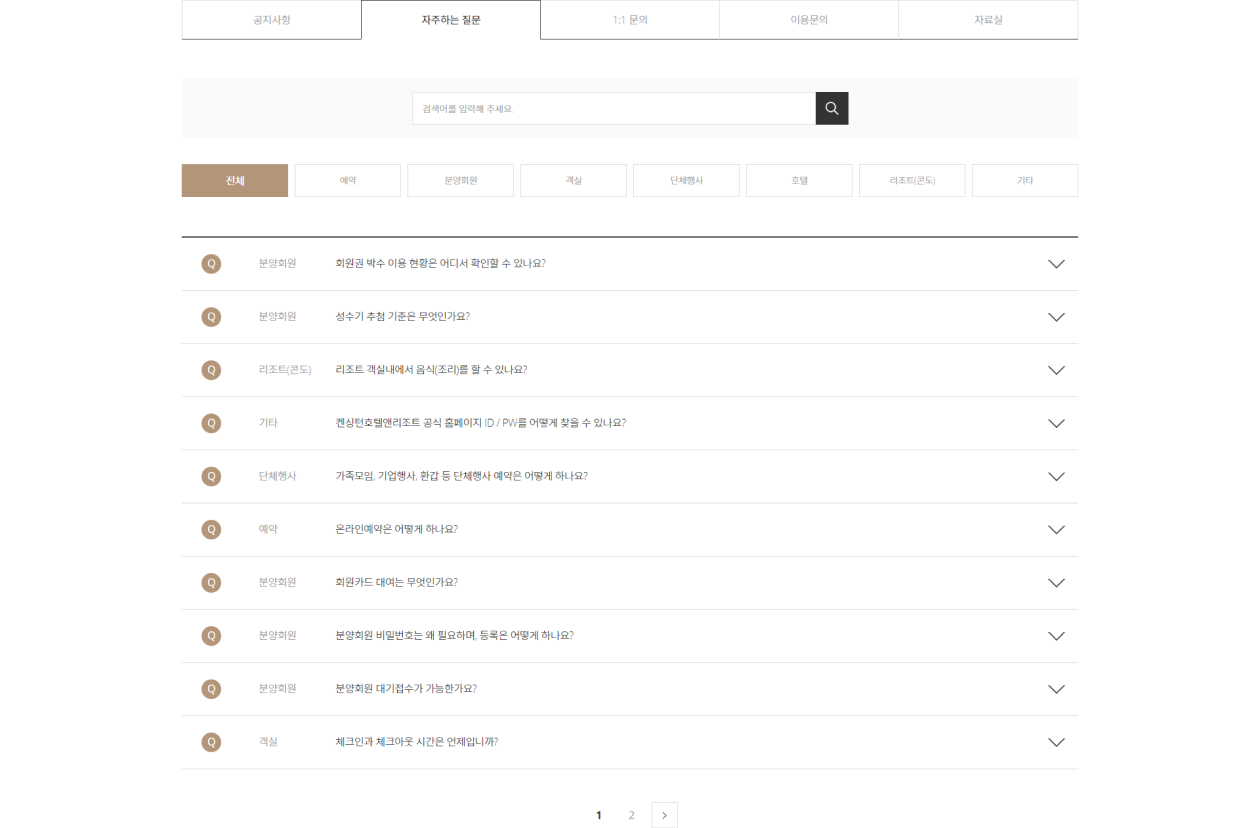 공지사항 자주하는 질문 1:1 문의 이용문의 자료실
검색어를 입력해 주세요.
전체 예약 분양회원 객실 단체행사 호텔 리조트(콘도) 기타
Q 분양회원 회원권 박수 이용 현황은 어디서 확인할 수 있나요?
Q 분양회원 성수기 추첨 기준은 무엇인가요?
Q 리조트(콘도) 리조트 객실내에서 음식(조리)를 할 수 있나요?
Q 기타 켄싱턴호텔앤리조트 공식 홈페이지 ID / PW를 어떻게 찾을 수 있나요?
Q 단체행사 가족모임, 기업행사, 환갑 등 단체행사 예약은 어떻게 하나요?
Q 예약 온라인예약은 어떻게 하나요?
Q 분양회원 회원카드 대여는 무엇인가요?
Q 분양회원 분양회원 비밀번호는 왜 필요하며, 등록은 어떻게 하나요?
Q 분양회원 분양회원 대기접수가 가능한가요?
Q 객실 체크인과 체크아웃 시간은 언제입니까?
1 2